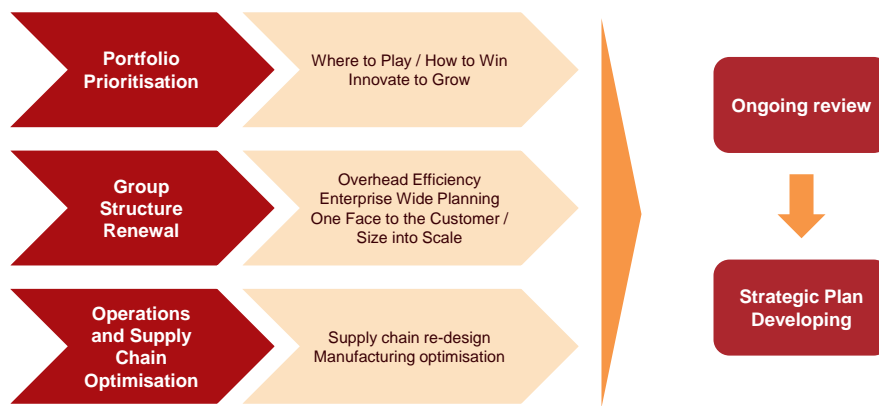 Portfolio
Prioritisation
Where to Play / How to Win
Innovate to Grow
Group
Structure
Renewal
Overhead Efficiency
Enterprise Wide Planning
One Face to the Customer /
Size into Scale
Operations
and Supply
Chain
Optimisation
Supply chain re-design
Manufacturing optimisation
Ongoing review
Strategic Plan
Developing